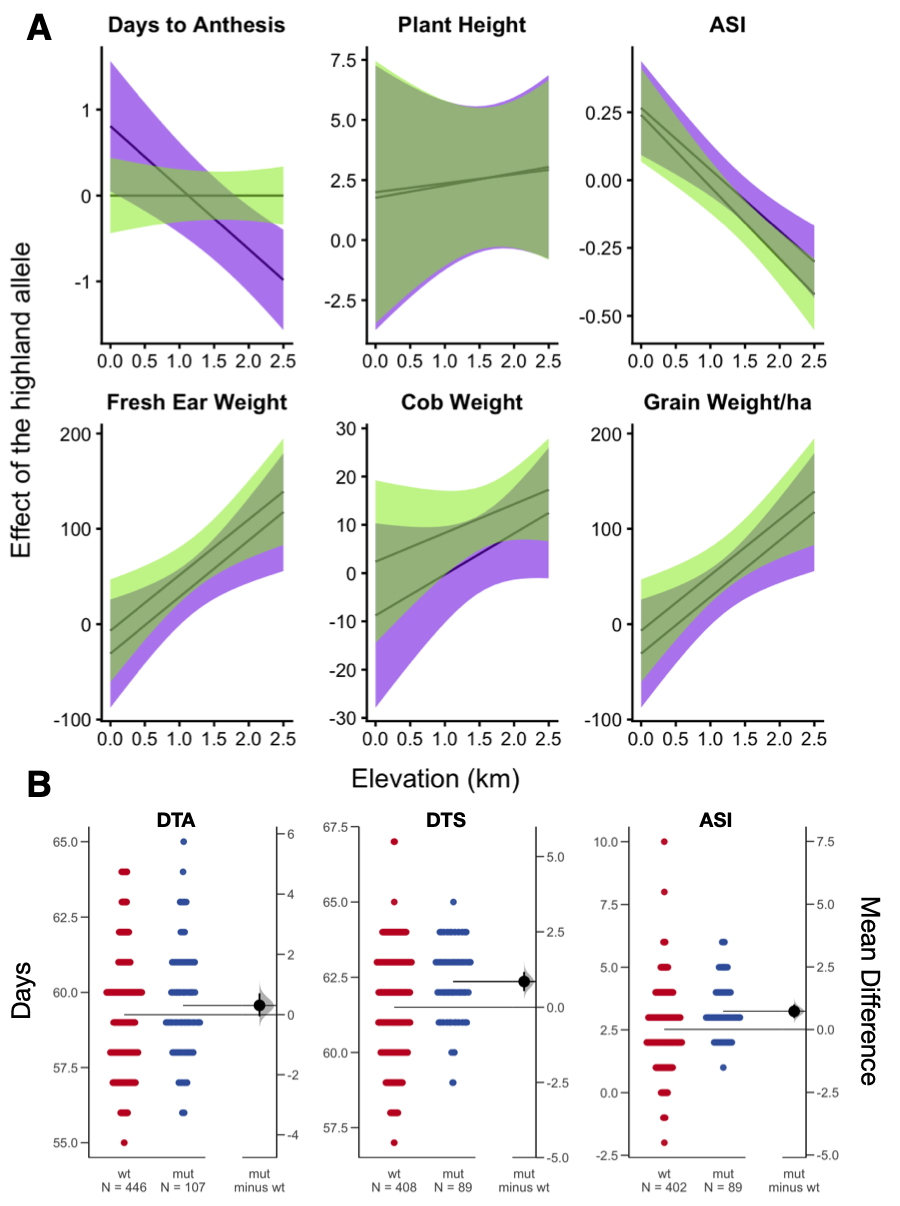 A
Days to Anthesis
Plant Height
ASI
1
0
-1
0.0 0.5 1.0 1.5 2.0 2.5
7.5
5.0
2.5
0.0
-2.5
0.0 0.5 1.0 1.5 2.0 2.5
0.25
0.00
-0.25
-0.50
0.0 0.5 1.0 1.5 2.0 2.5
Effect of the highland allele
Fresh Ear Weight
Cob Weight
Grain Weight/ha
200
100
0
-100
0.0 0.5 1.0 1.5 2.0 2.5
30
20
10
0
-10
-20
-30
0.0 0.5 1.0 1.5 2.0 2.5
200
100
0
-100
0.0 0.5 1.0 1.5 2.0 2.5
Elevation (km)
B
DTA
DTS
ASI
Days
65.0
62.5
60.0
57.5
55.0
6
4
2
0
-2
-4
wt
N = 446
mut
N = 107
mut
minus wt
67.5
65.0
62.5
60.0
57.5
5.0
2.5
0.0
-2.5
-5.0
wt
N = 408
mut
N = 89
mut
minus wt
10.0
7.5
5.0
2.5
0.0
-2.5
7.5
5.0
2.5
0.0
-2.5
-5.0
wt
N = 402
mut
N = 89
mut
minus wt
Mean Difference